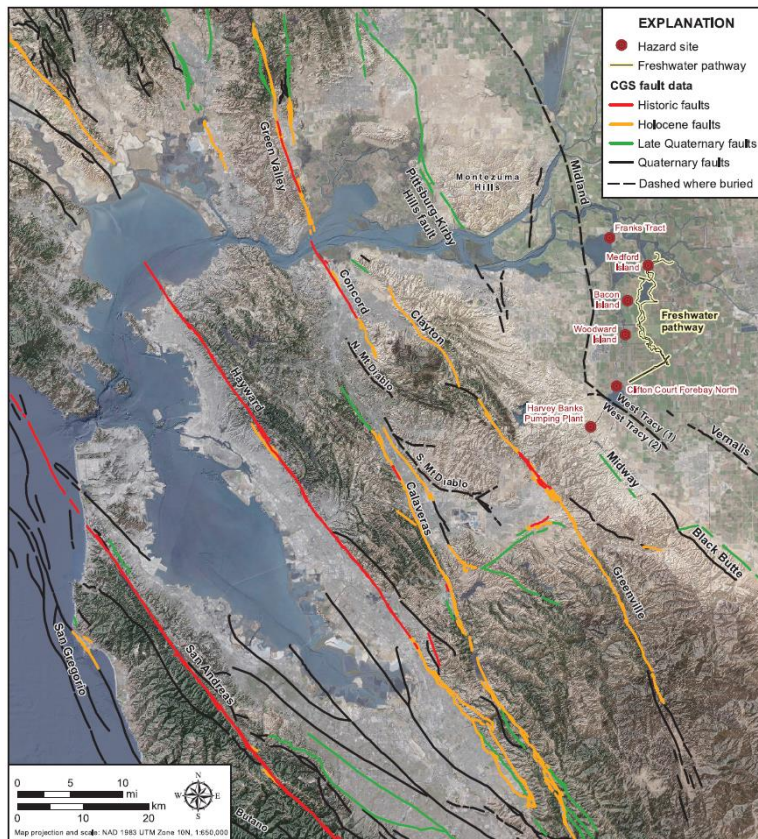 EXPLANATION
Hazard site
Freshwater pathway
CGS fault data
Historic faults
Holocene faults
Late Quaternary faults
Quaternary faults
Dashed where buried
Green Valley
Pittsburg-Kirby
Hills fault
Montezuma
Hills
Midland
Franks Tract
Medford
Island
Bacon
Island
Freshwater
pathway
Woodward
Island
Concord
Clayton
N. Mt Diablo
Hayward
Clifton Court Forebay North
West Tracy (1)
West Tracy (2)
Harvey Banks
Pumping Plant
Vernalis
S. Mt Diablo
Calaveras
Midway
Black Butte
Greenville
San Gregorio
San Andreas
Butano
0 5 10
mi
km
0 10 20
N
W E
S
Map projection and scale: NAD 1983 UTM Zone 10N, 1:650,000